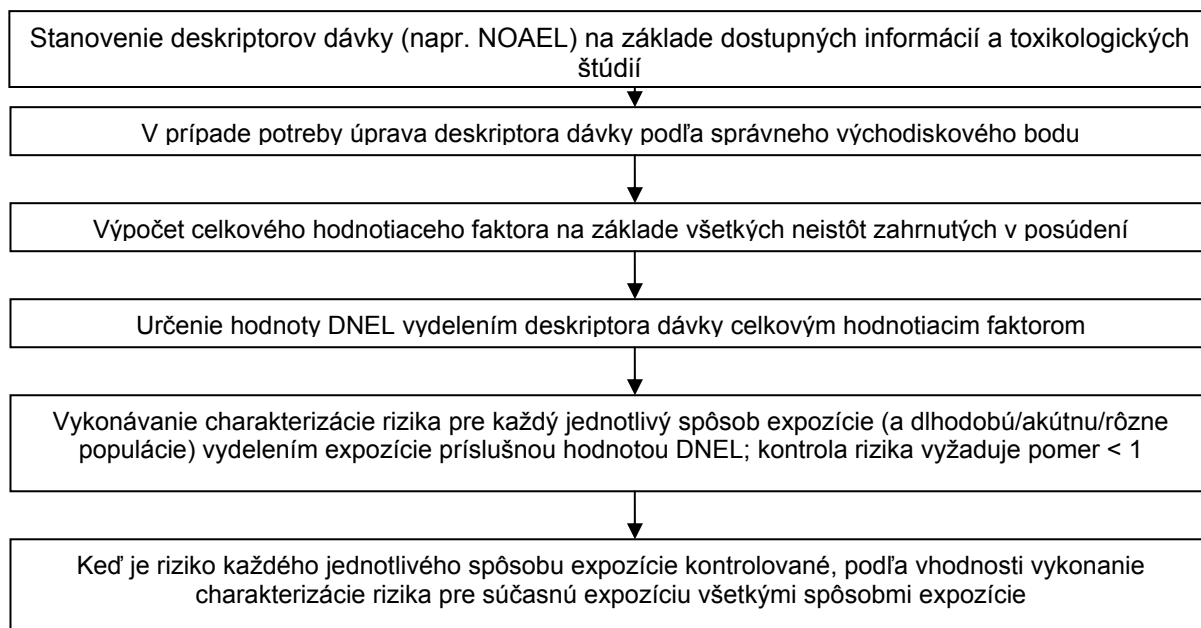 Stanovenie deskriptorov dávky (napr. NOAEL) na základe dostupných informácií a toxikologických
štúdií
V prípade potreby úprava deskriptora dávky podľa správneho východiskového bodu
Výpočet celkového hodnotiaceho faktora na základe všetkých neistôt zahrnutých v posúdení
Určenie hodnoty DNEL vydelením deskriptora dávky celkovým hodnotiacim faktorom
Vykonávanie charakterizácie rizika pre každý jednotlivý spôsob expozície (a dlhodobú/akútnu/rôzne
populácie) vydelením expozície príslušnou hodnotou DNEL; kontrola rizika vyžaduje pomer < 1
Keď je riziko každého jednotlivého spôsobu expozície kontrolované, podľa vhodnosti vykonanie
charakterizácie rizika pre súčasnú expozíciu všetkými spôsobmi expozície